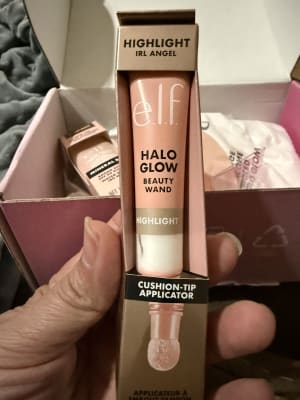 HIGHLIGHT
IRL ANGEL
e.l.f.
HALO
GLOW
BEAUTY
WAND
HIGHLIGHT
CUSHION-TIP
APPLICATOR
APPLICATEUR À